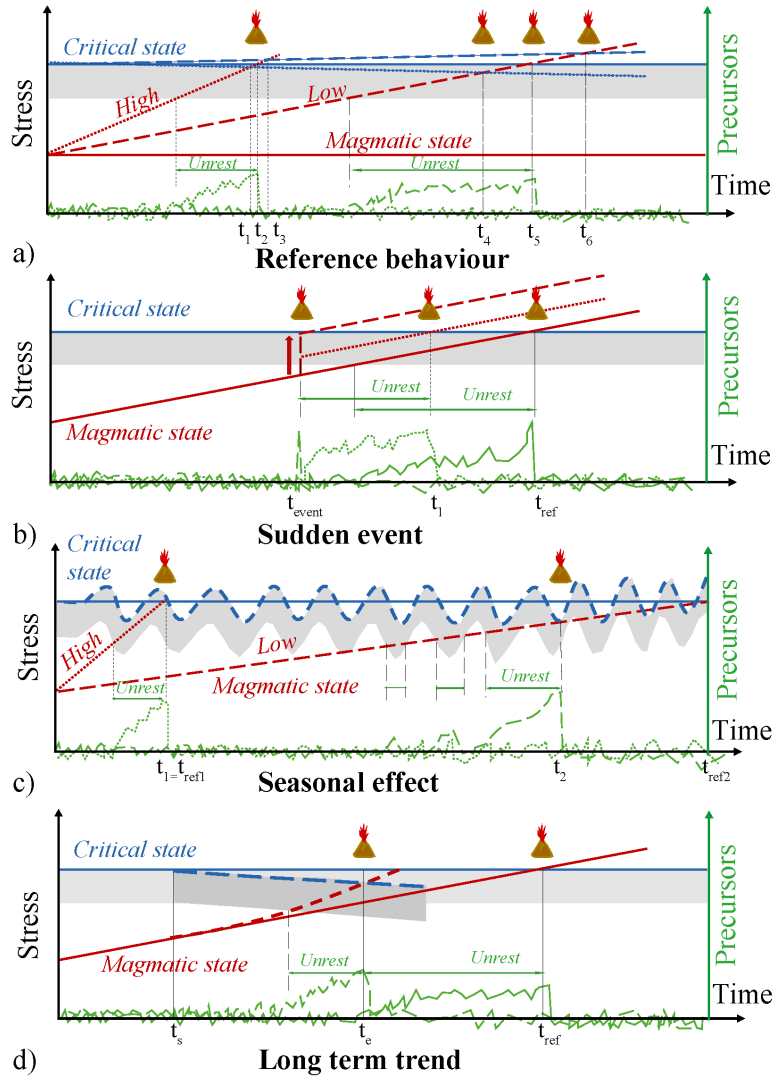 Critical state
High
Low
Magmatic state
Unrest
Unrest
Stress
Precursors
Time
t1 t2 t3
t4
t5
t6
a)
Reference behaviour
Critical state
Magmatic state
Unrest
Unrest
Stress
Precursors
Time
tevent
t1
tref
b)
Sudden event
Critical
state
High
Low
Magmatic state
Unrest
Unrest
Stress
Precursors
Time
t1= tref1
t2
tref2
c)
Seasonal effect
Critical state
Magmatic state
Unrest
Unrest
Stress
Precursors
Time
ts
te
tref
d)
Long term trend